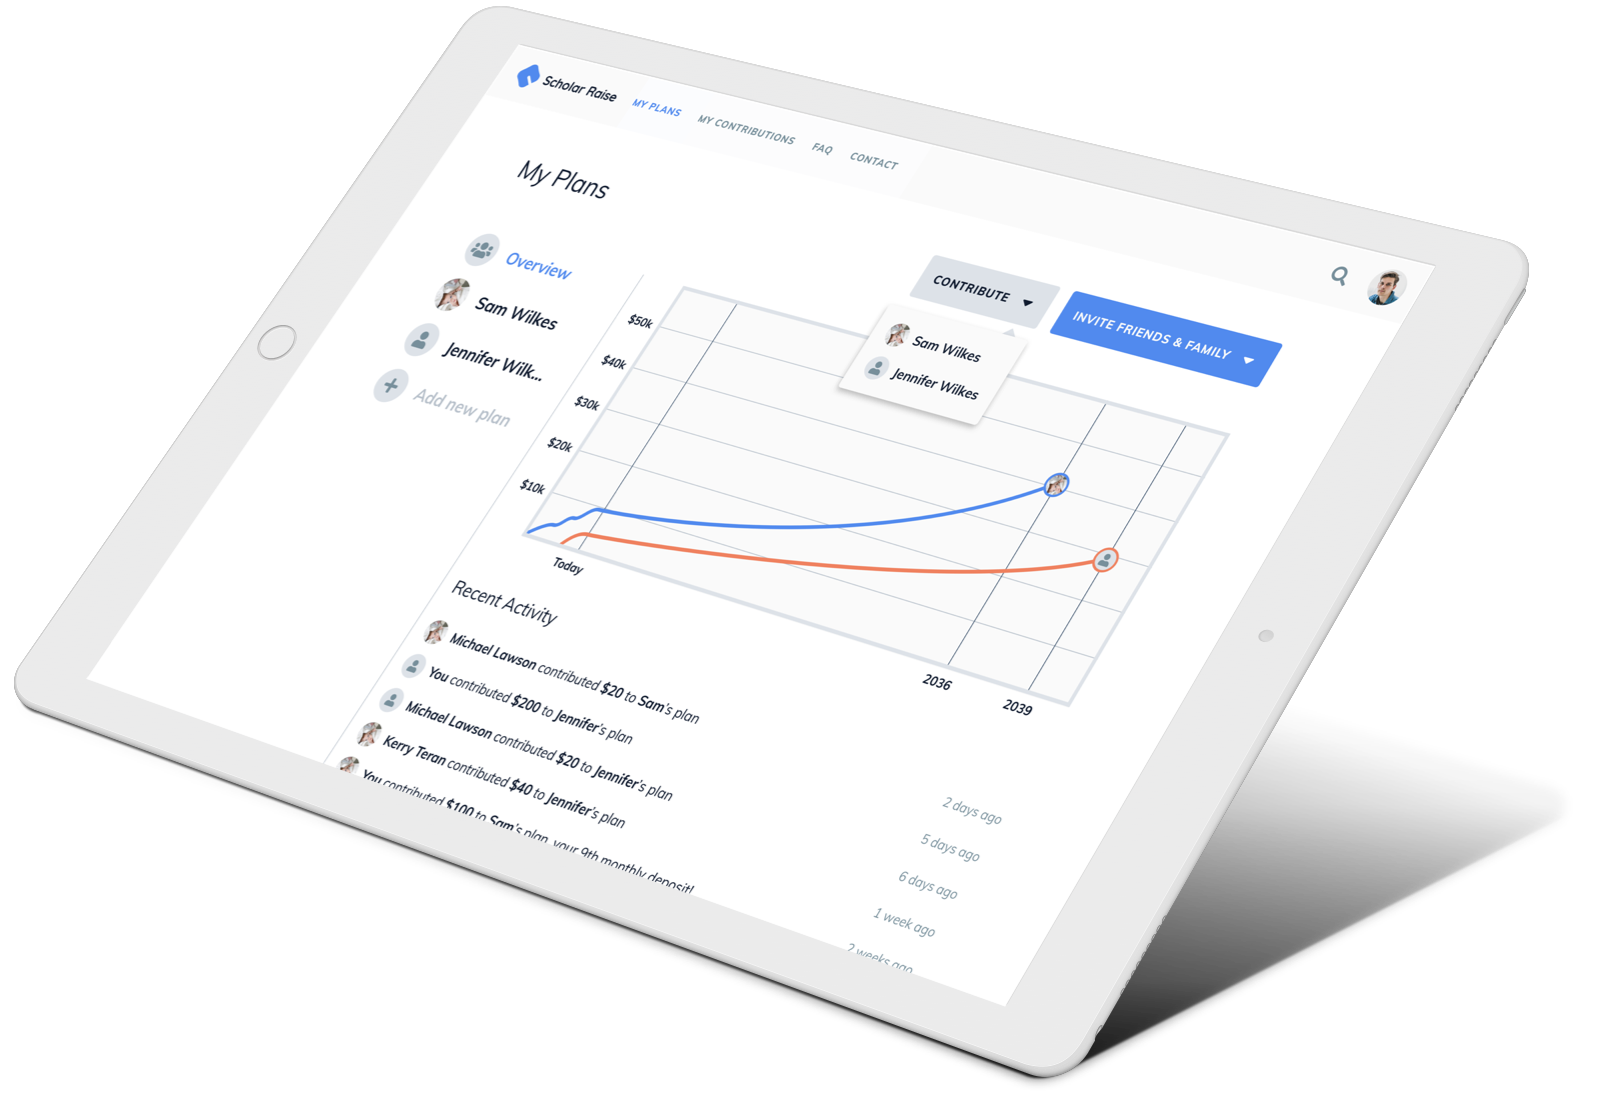 Scholar Raise
MY PLANS
MY CONTRIBUTIONS
FAQ
CONTACT
My Plans
Overview
Sam Wilkes
Jennifer Wilk...
Add new plan
CONTRIBUTE
INVITE FRIENDS & FAMILY
Sam Wilkes
Jennifer Wilkes
$50k
$40k
$30k
$20k
$10k
Today
2036
2039
Recent Activity
Michael Lawson contributed $20 to Sam's plan
2 days ago
You contributed $200 to Jennifer's plan
5 days ago
Michael Lawson contributed $20 to Jennifer's plan
6 days ago
Kerry Teran contributed $40 to Jennifer's plan
1 week ago
You contributed $100 to Sam's plan, your 9th monthly deposit!
2 weeks ago